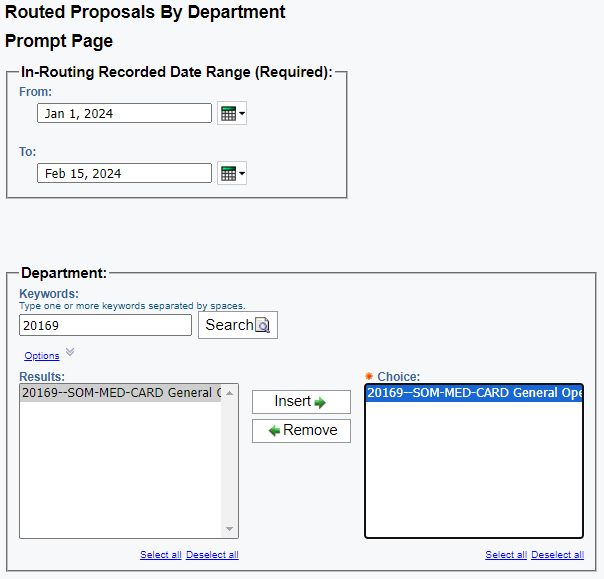 Routed Proposals By Department
Prompt Page
In-Routing Recorded Date Range (Required):
From:
Jan 1, 2024
To:
Feb 15, 2024
Department:
Keywords:
Type one or more keywords separated by spaces.
20169
Search
Options
Results:
20169--SOM-MED-CARD General
Insert
Remove
Choice:
20169--SOM-MED-CARD General Ope
Select all Deselect all
Select all Deselect all